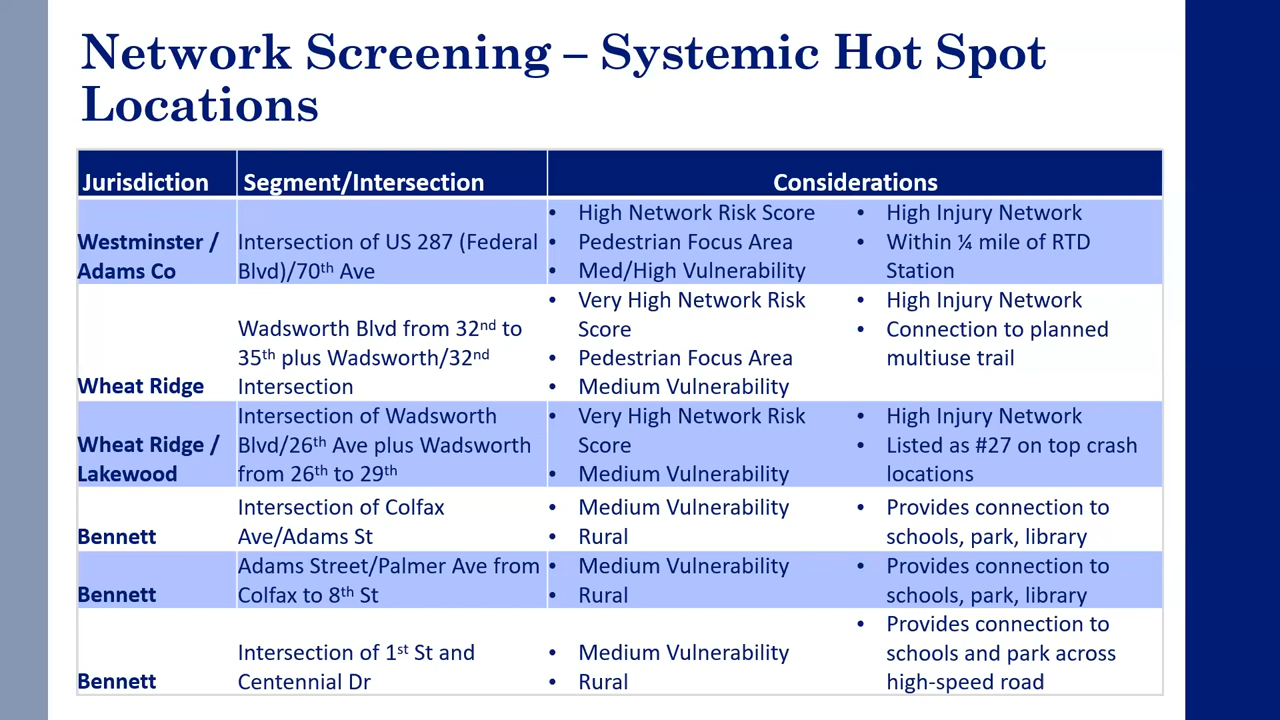 Network Screening – Systemic Hot Spot
Locations
Jurisdiction
Segment/Intersection
Considerations
Westminster /
Adams Co
Intersection of US 287 (Federal
Blvd)/70th Ave
• High Network Risk Score
• Pedestrian Focus Area
• Med/High Vulnerability
• High Injury Network
• Within ¼ mile of RTD
Station
Wheat Ridge
Wadsworth Blvd from 32nd to
35th plus Wadsworth/32nd
Intersection
• Very High Network Risk
Score
• Pedestrian Focus Area
• Medium Vulnerability
• High Injury Network
• Connection to planned
multiuse trail
Wheat Ridge /
Lakewood
Intersection of Wadsworth
Blvd/26th Ave plus Wadsworth
from 26th to 29th
• Very High Network Risk
Score
• Medium Vulnerability
• High Injury Network
• Listed as #27 on top crash
locations
Bennett
Intersection of Colfax
Ave/Adams St
• Medium Vulnerability
• Rural
• Provides connection to
schools, park, library
Bennett
Adams Street/Palmer Ave from
Colfax to 8th St
• Medium Vulnerability
• Rural
• Provides connection to
schools, park, library
Bennett
Intersection of 1st St and
Centennial Dr
• Medium Vulnerability
• Rural
• Provides connection to
schools and park across
high-speed road